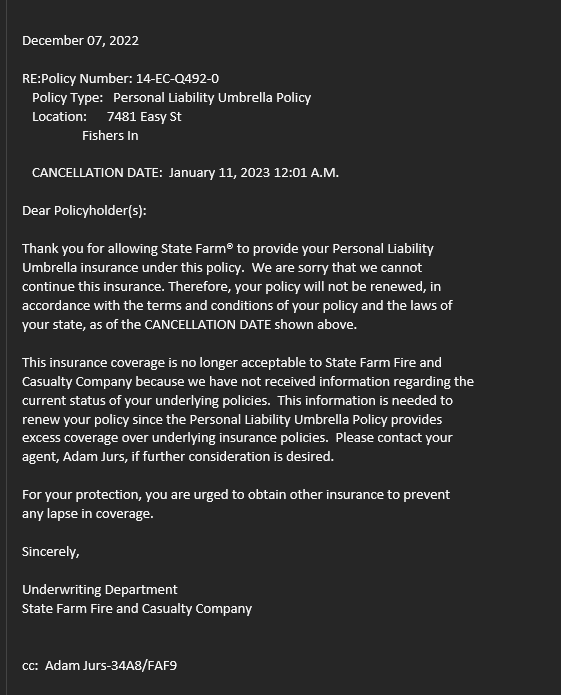 December 07, 2022
RE:Policy Number: 14-EC-Q492-0
Policy Type: Personal Liability Umbrella Policy
Location: 7481 Easy St
Fishers In
CANCELLATION DATE: January 11, 2023 12:01 A.M.
Dear Policyholder(s):
Thank you for allowing State Farm® to provide your Personal Liability
Umbrella insurance under this policy. We are sorry that we cannot
continue this insurance. Therefore, your policy will not be renewed, in
accordance with the terms and conditions of your policy and the laws of
your state, as of the CANCELLATION DATE shown above.
This insurance coverage is no longer acceptable to State Farm Fire and
Casualty Company because we have not received information regarding the
current status of your underlying policies. This information is needed to
renew your policy since the Personal Liability Umbrella Policy provides
excess coverage over underlying insurance policies. Please contact your
agent, Adam Jurs, if further consideration is desired.
For your protection, you are urged to obtain other insurance to prevent
any lapse in coverage.
Sincerely,
Underwriting Department
State Farm Fire and Casualty Company
cc: Adam Jurs-34A8/FAF9